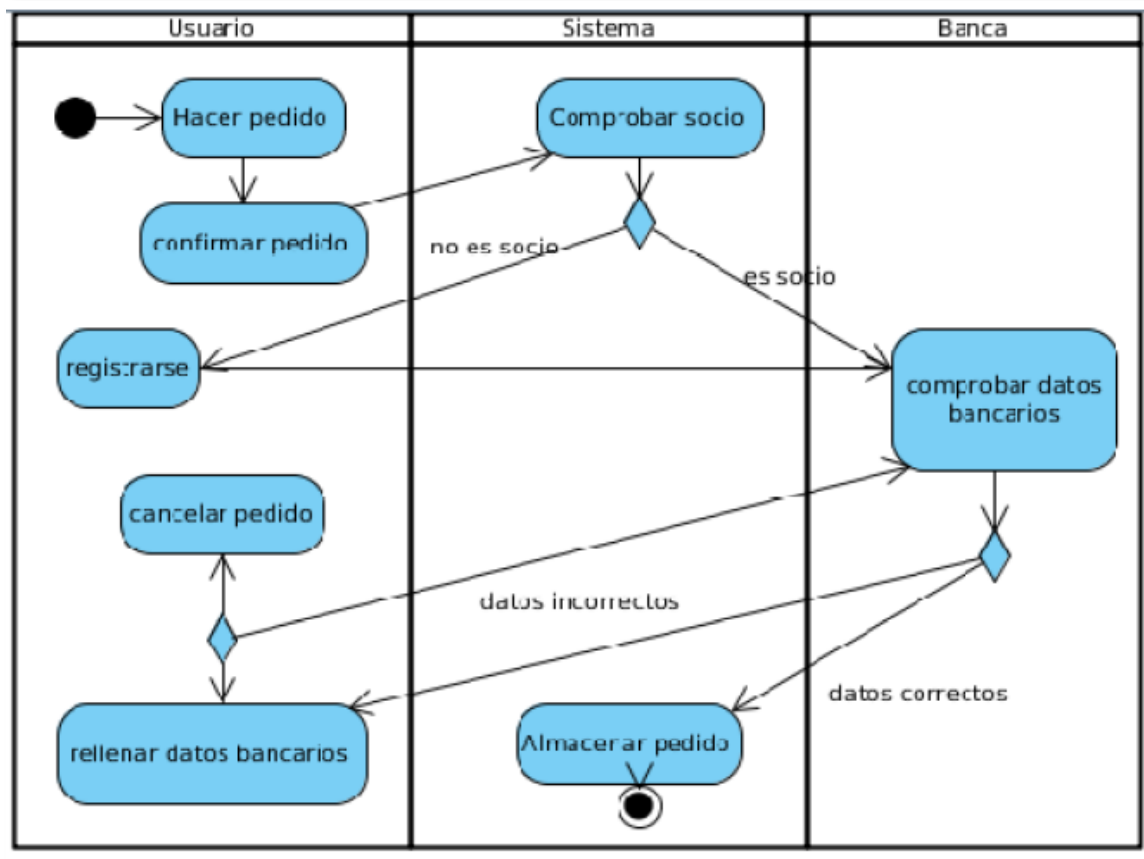 Usuario
Sistema
Banca
Hacer pedido
Comprobar socio
confirmar pedido
no es socio
es socio
registrarse
comprobar datos
bancarios
cancelar pedido
datos incorrectos
datos correctos
rellenar datos bancarios
Almacenar pedido